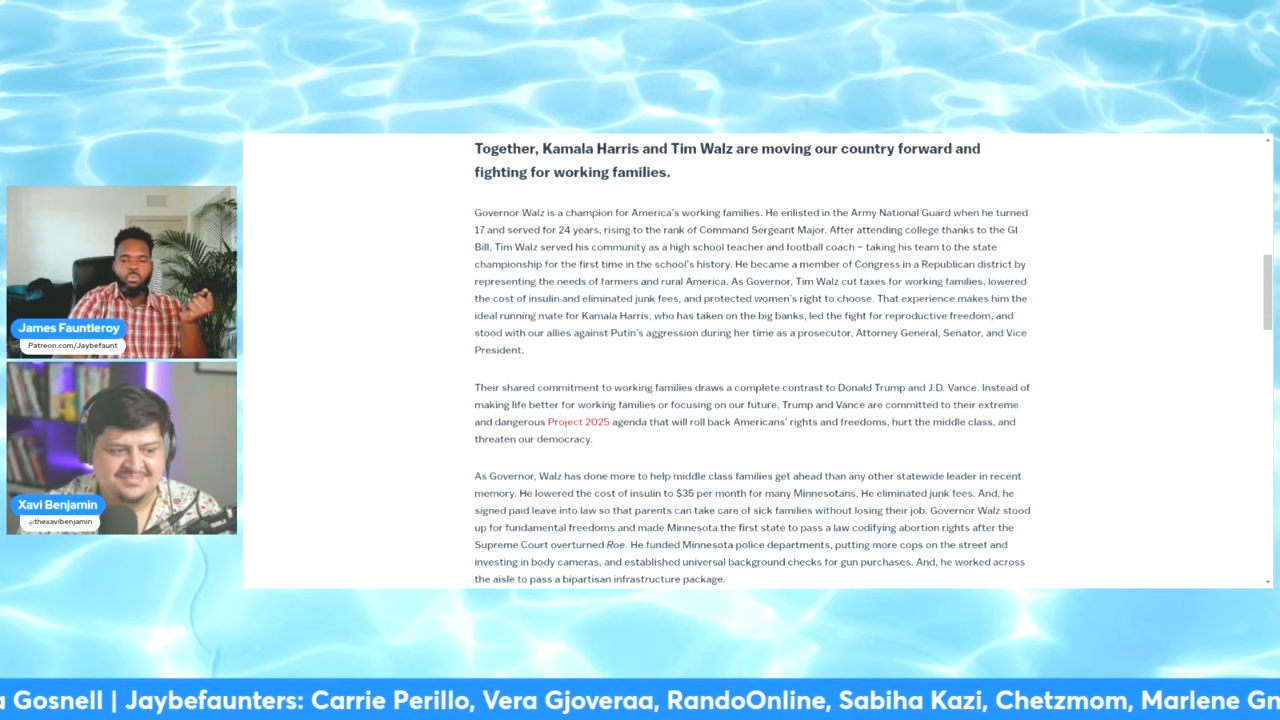 Together, Kamala Harris and Tim Walz are moving our country forward and
fighting for working families.
Governor Walz is a champion for America's working families. He enlisted in the Army National Guard when he turned
17 and served for 24 years, rising to the rank of Command Sergeant Major. After attending college thanks to the GI
Bill, Tim Walz served his community as a high school teacher and football coach – taking his team to the state
championship for the first time in the school's history. He became a member of Congress in a Republican district by
representing the needs of farmers and rural America. As Governor, Tim Walz cut taxes for working families, lowered
the cost of insulin and eliminated junk fees, and protected women's right to choose. That experience makes him the
ideal running mate for Kamala Harris, who has taken on the big banks, led the fight for reproductive freedom, and
stood with our allies against Putin's aggression during her time as a prosecutor, Attorney General, Senator, and Vice
President.
Their shared commitment to working families draws a complete contrast to Donald Trump and J.D. Vance. Instead of
making life better for working families or focusing on our future, Trump and Vance are committed to their extreme
and dangerous Project 2025 agenda that will roll back Americans' rights and freedoms, hurt the middle class, and
threaten our democracy.
As Governor, Walz has done more to help middle class families get ahead than any other statewide leader in recent
memory. He lowered the cost of insulin to $35 per month for many Minnesotans. He eliminated junk fees. And, he
signed paid leave into law so that parents can take care of sick families without losing their job. Governor Walz stood
up for fundamental freedoms and made Minnesota the first state to pass a law codifying abortion rights after the
Supreme Court overturned Roe. He funded Minnesota police departments, putting more cops on the street and
investing in body cameras, and established universal background checks for gun purchases. And, he worked across
the aisle to pass a bipartisan infrastructure package.
James Fauntleroy
Patreon.com/Jaybefaunt
Xavi Benjamin
@thexavibenjamin
a Gosnell | Jaybefaunters: Carrie Perillo, Vera Gjoveraa, RandoOnline, Sabiha Kazi, Chetzmom, Marlene Gr